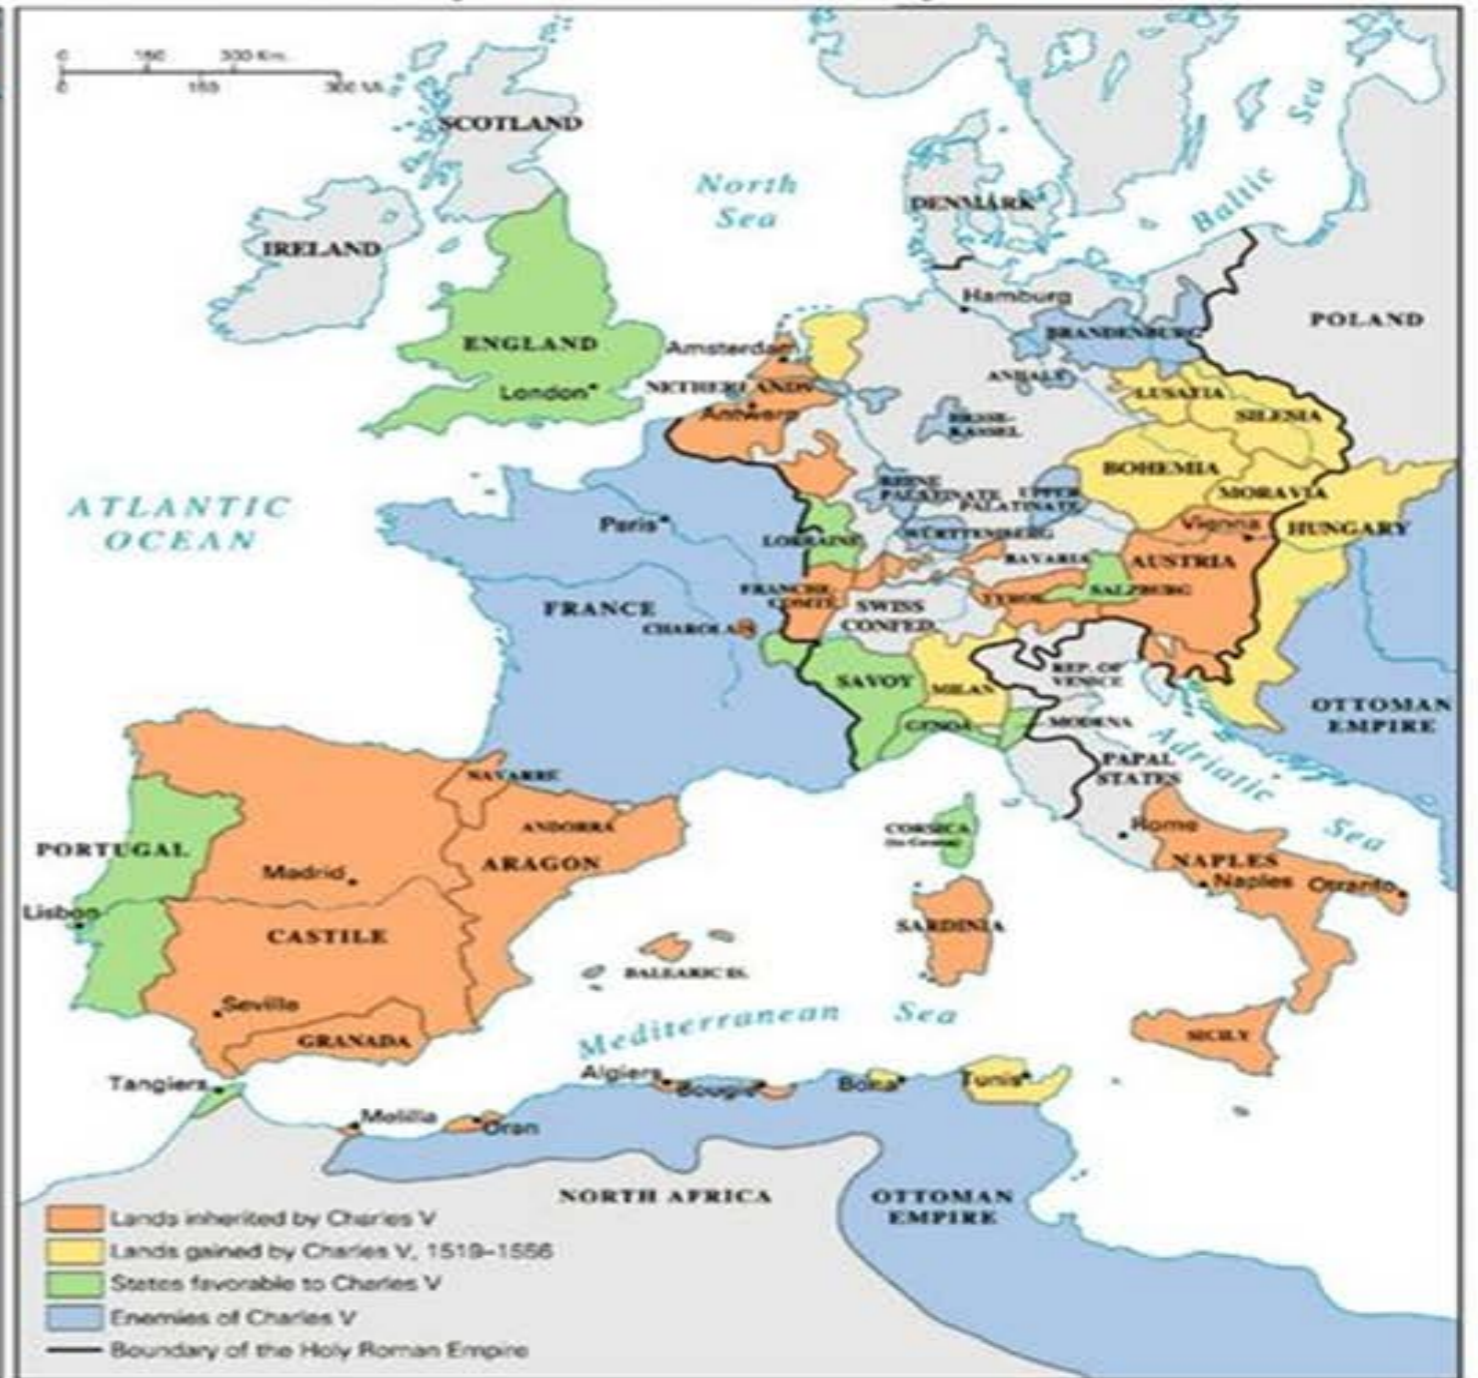 SCOTLAND
North
Sea
Baltic
Sea
DENMARK
IRELAND
Hamburg
POLAND
ENGLAND
BRANDENBURG
Amsterdam
London
NETHERLANDS
ANHALT
LUSATIA
Antwerp
SILESIA
HESSE-
KASSEL
BOHEMIA
PALATINATE
UPPER
PALATINATE
MORAVIA
ATLANTIC
OCEAN
Paris
Vienna
HUNGARY
LORRAINE
WÜRTTEMBERG
BAVARIA
AUSTRIA
FRANCHE
COMTE
SALZBURG
TYROL
FRANCE
SWISS
CONFED.
CHAROLAIS
REP. OF
VENICE
SAVOY
MILAN
OTTOMAN
EMPIRE
GENOA
MODENA
Adriatic
Sea
PAPAL
STATES
NAVARRE
ANDORRA
CORSICA
(to Genoa)
Rome
PORTUGAL
ARAGON
Madrid
NAPLES
Naples
Otranto
Lisbon
CASTILE
SARDINIA
BALEARIC IS.
Seville
Mediterranean Sea
GRANADA
SICILY
Tangiers
Algiers
Bougie
Bona
Tunis
Melilla
Oran
NORTH AFRICA
OTTOMAN
EMPIRE
Lands inherited by Charles V
Lands gained by Charles V, 1519–1556
States favorable to Charles V
Enemies of Charles V
Boundary of the Holy Roman Empire